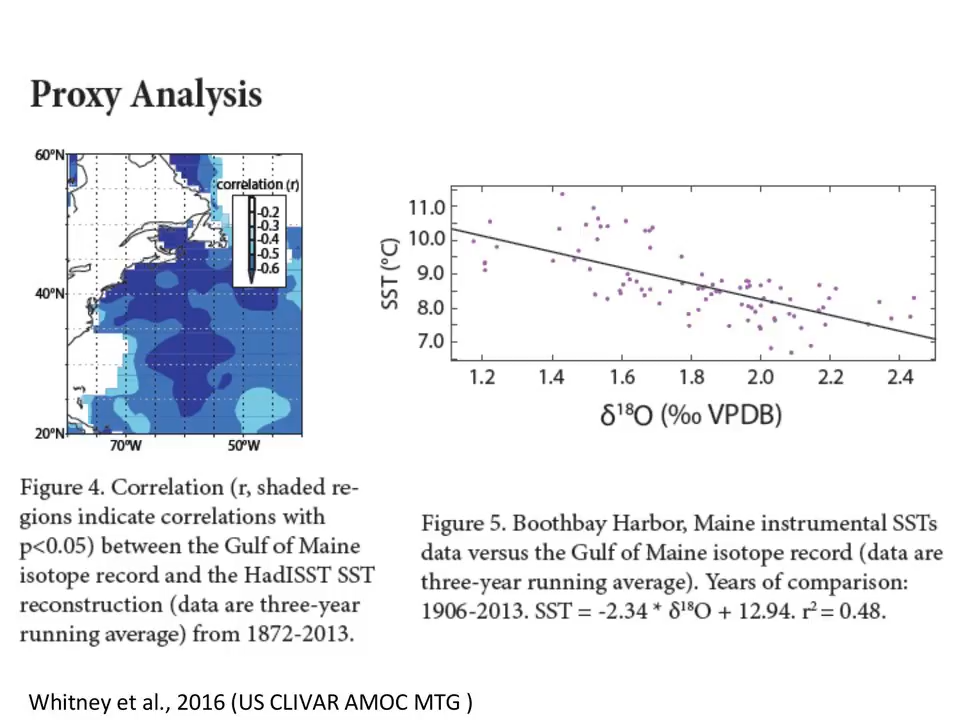 Proxy Analysis
60°N
40°N
20°N
70°W
50°W
correlation (r)
-0.2
-0.3
-0.4
-0.5
-0.6
Figure 4. Correlation (r, shaded re-
gions indicate correlations with
p<0.05) between the Gulf of Maine
isotope record and the HadISST SST
reconstruction (data are three-year
running average) from 1872-2013.
SST (°C)
11.0
10.0
9.0
8.0
7.0
1.2 1.4 1.6 1.8 2.0 2.2 2.4
δ¹⁸O (‰ VPDB)
Figure 5. Boothbay Harbor, Maine instrumental SSTs
data versus the Gulf of Maine isotope record (data are
three-year running average). Years of comparison:
1906-2013. SST = -2.34 * δ¹⁸O + 12.94. r² = 0.48.
Whitney et al., 2016 (US CLIVAR AMOC MTG )